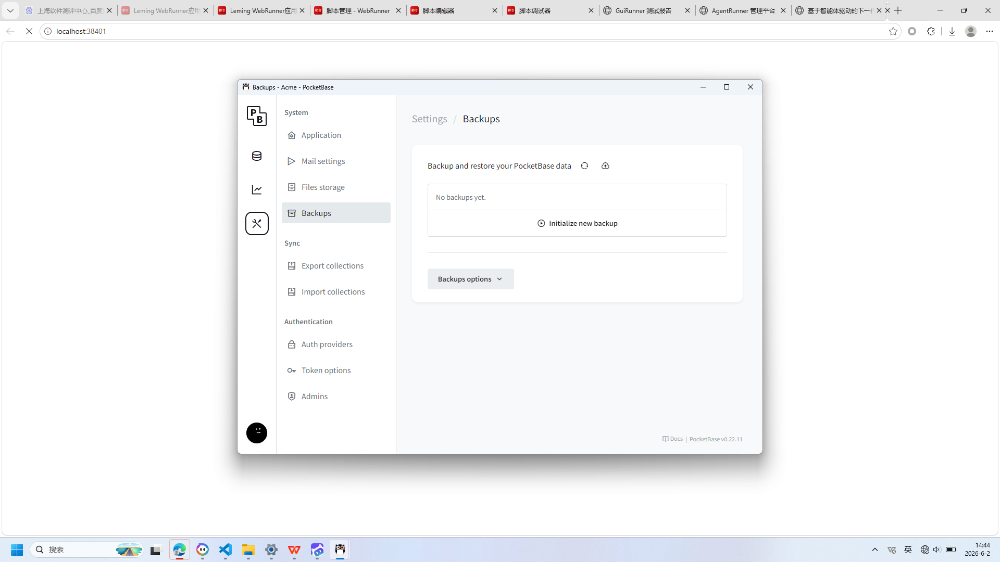 上海软件测评中心_百度
Leming WebRunner应用
Leming WebRunner应用
脚本管理 - WebRunner
脚本编辑器
脚本调试器
GuiRunner 测试报告
AgentRunner 管理平台
基于智能体驱动的下一
localhost:38401
Backups - Acme - PocketBase
P
B
System
Application
Mail settings
Files storage
Backups
Sync
Export collections
Import collections
Authentication
Auth providers
Token options
Admins
Settings / Backups
Backup and restore your PocketBase data
No backups yet.
Initialize new backup
Backups options
Docs | PocketBase v0.22.11
搜索
英
14:44
2026-6-2